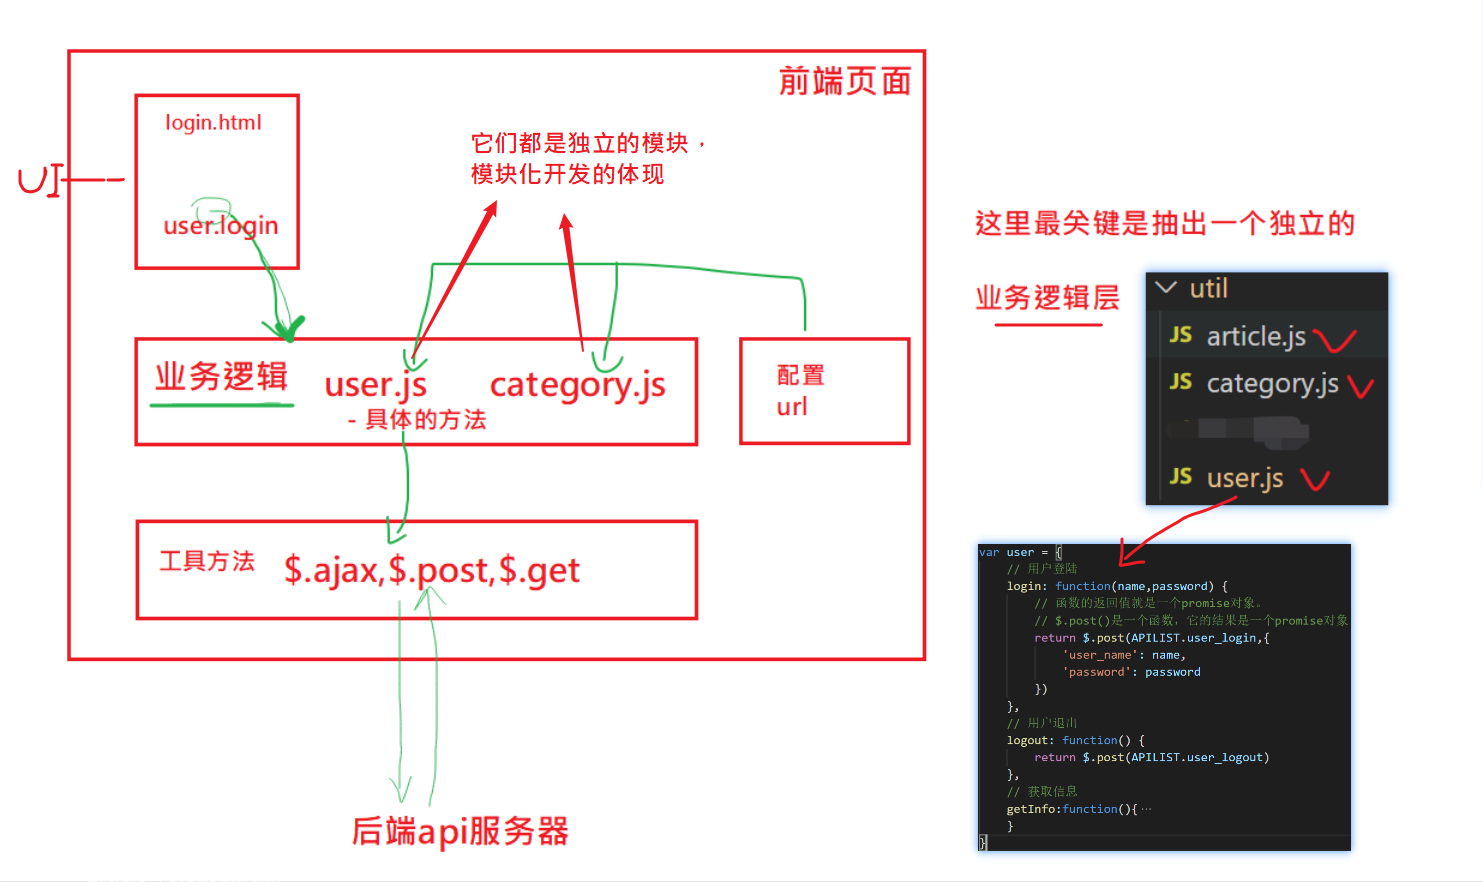 前端页面
login.html
user.login
UI
它们都是独立的模块，
模块化开发的体现
业务逻辑
user.js
category.js
- 具体的方法
配置
url
工具方法
$.ajax,$.post,$.get
后端api服务器
这里最关键是抽出一个独立的
业务逻辑层
util
JS article.js
JS category.js
JS user.js
var user = {
// 用户登陆
login: function(name,password) {
// 函数的返回值就是一个promise对象。
// $.post()是一个函数，它的结果是一个promise对象
return $.post(APILIST.user_login,{
'user_name': name,
'password': password
})
},
// 用户退出
logout: function() {
return $.post(APILIST.user_logout)
},
// 获取信息
getInfo:function(){…
}
}